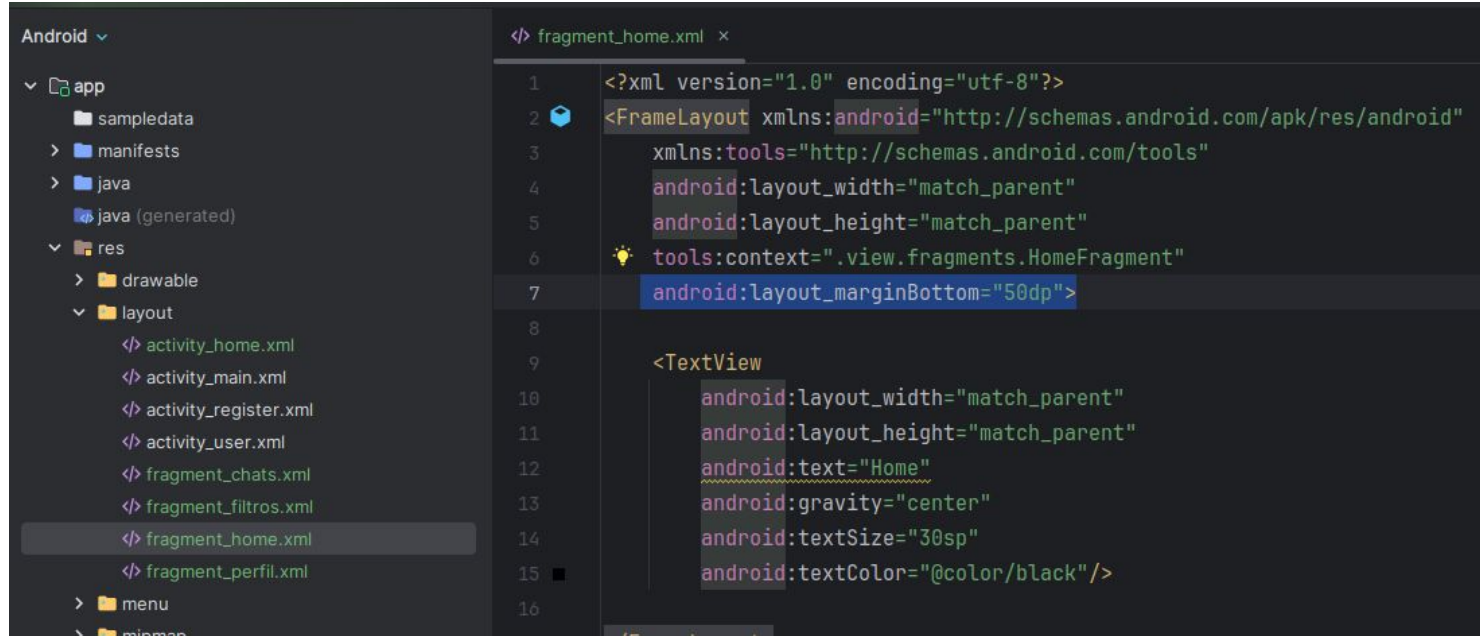 Android
app
sampledata
manifests
java
java (generated)
res
drawable
layout
activity_home.xml
activity_main.xml
activity_register.xml
activity_user.xml
fragment_chats.xml
fragment_filtros.xml
fragment_home.xml
fragment_perfil.xml
menu
mipmap
fragment_home.xml ×
1 <?xml version="1.0" encoding="utf-8"?>
2 <FrameLayout xmlns:android="http://schemas.android.com/apk/res/android"
3 xmlns:tools="http://schemas.android.com/tools"
4 android:layout_width="match_parent"
5 android:layout_height="match_parent"
6 tools:context=".view.fragments.HomeFragment"
7 android:layout_marginBottom="50dp">
8
9 <TextView
10 android:layout_width="match_parent"
11 android:layout_height="match_parent"
12 android:text="Home"
13 android:gravity="center"
14 android:textSize="30sp"
15 android:textColor="@color/black"/>
16